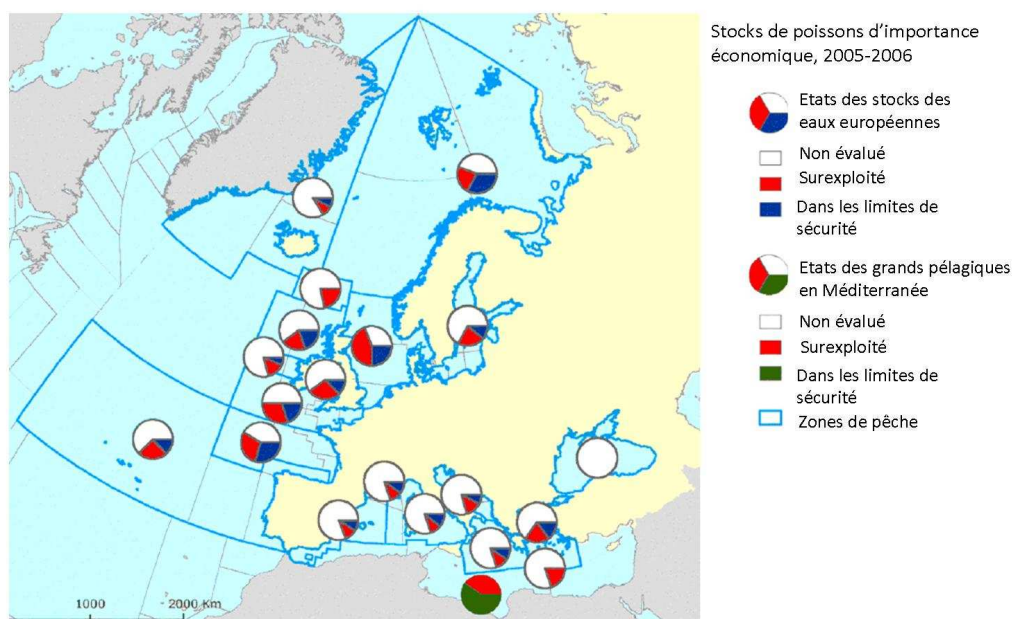 Stocks de poissons d’importance
économique, 2005-2006
Etats des stocks des
eaux européennes
Non évalué
Surexploité
Dans les limites de
sécurité
Etats des grands pélagiques
en Méditerranée
Non évalué
Surexploité
Dans les limites de
sécurité
Zones de pêche
1000 2000 Km